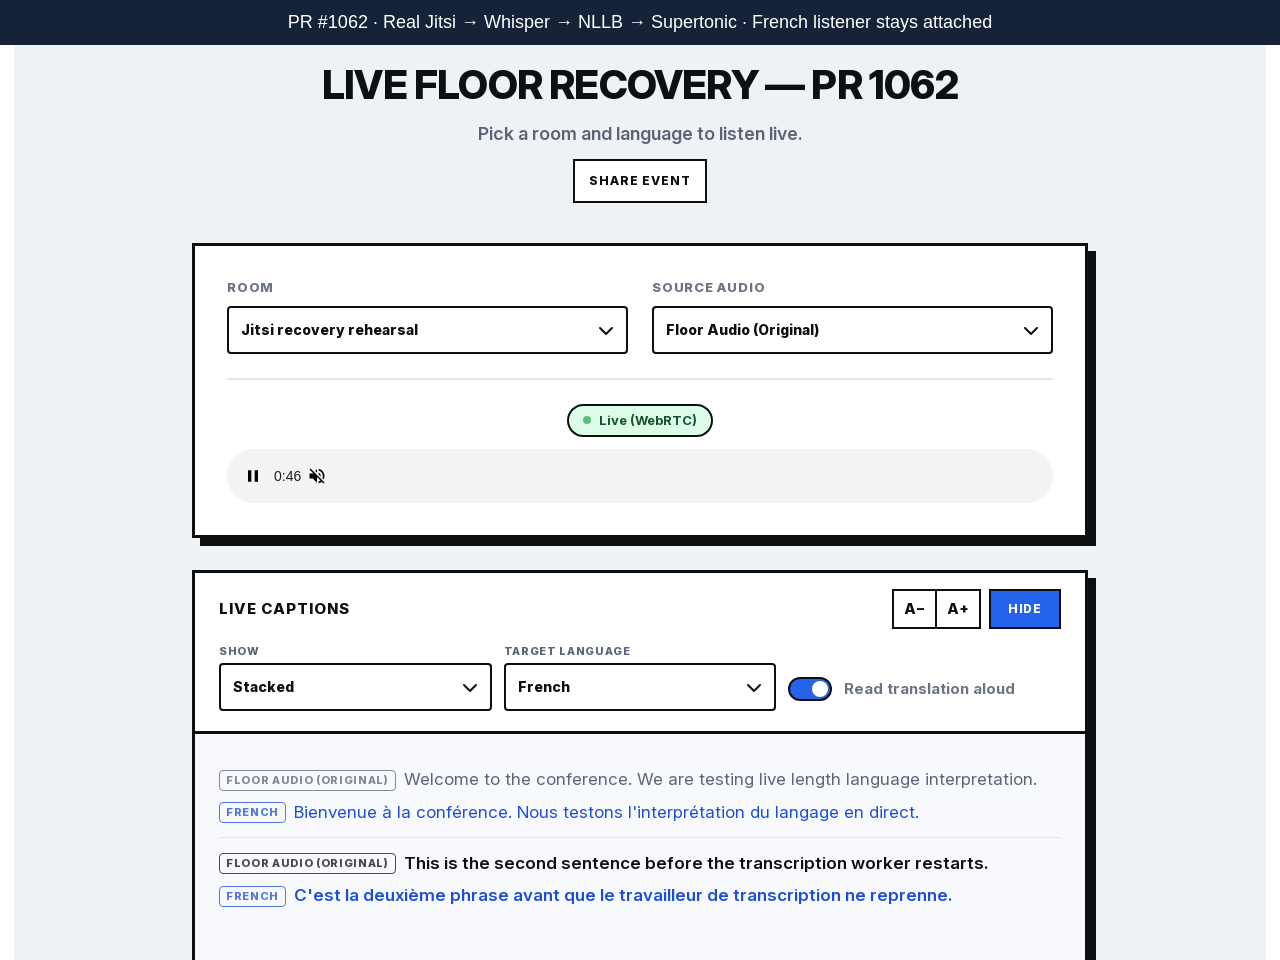 PR #1062 · Real Jitsi → Whisper → NLLB → Supertonic · French listener stays attached
LIVE FLOOR RECOVERY — PR 1062
Pick a room and language to listen live.
SHARE EVENT
ROOM
SOURCE AUDIO
Jitsi recovery rehearsal
Floor Audio (Original)
Live (WebRTC)
0:46
LIVE CAPTIONS
A−
A+
HIDE
SHOW
TARGET LANGUAGE
Stacked
French
Read translation aloud
FLOOR AUDIO (ORIGINAL) Welcome to the conference. We are testing live length language interpretation.
FRENCH Bienvenue à la conférence. Nous testons l'interprétation du langage en direct.
FLOOR AUDIO (ORIGINAL) This is the second sentence before the transcription worker restarts.
FRENCH C'est la deuxième phrase avant que le travailleur de transcription ne reprenne.